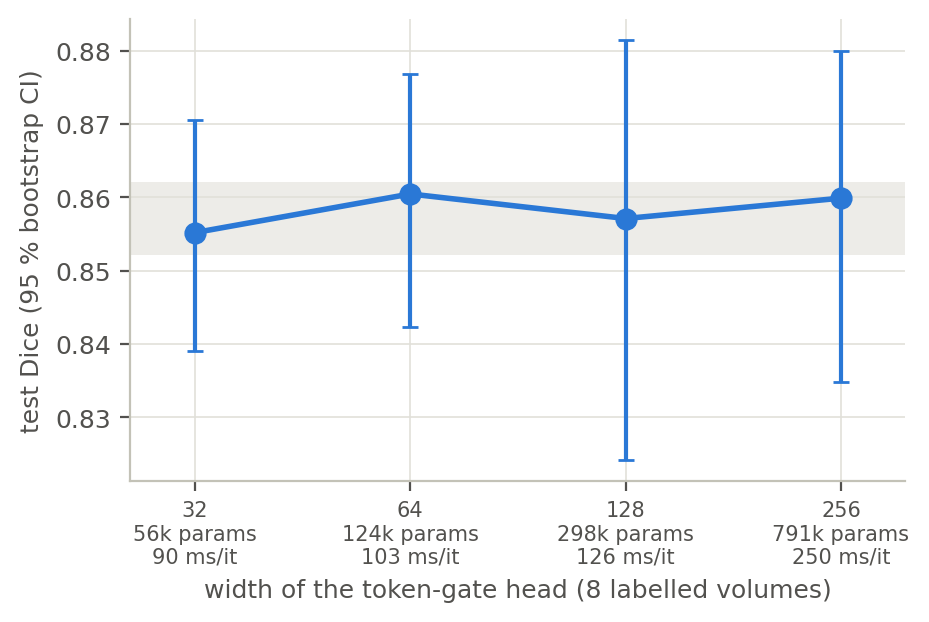 test Dice (95 % bootstrap CI)
0.88
0.87
0.86
0.85
0.84
0.83
32 64 128 256
56k params 124k params 298k params 791k params
90 ms/it 103 ms/it 126 ms/it 250 ms/it
width of the token-gate head (8 labelled volumes)